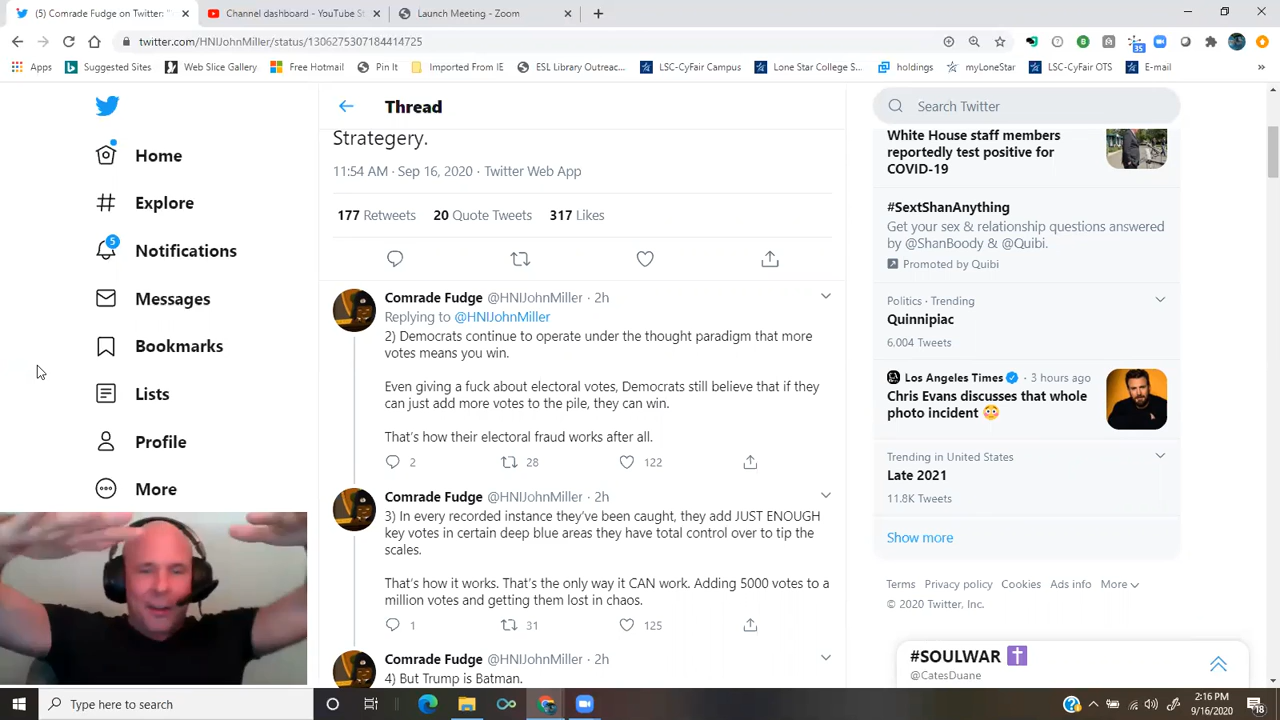 (5) Comrade Fudge on Twitter: "
Channel dashboard - YouTube St
Launch Meeting - Zoom
twitter.com/HNIJohnMiller/status/1306275307184414725
35
Apps
Suggested Sites
Web Slice Gallery
Free Hotmail
Pin It
Imported From IE
ESL Library Outreac...
LSC-CyFair Campus
Lone Star College S...
holdings
myLoneStar
LSC-CyFair OTS
E-mail
»
Home
Explore
5
Notifications
Messages
Bookmarks
Lists
Profile
More
Thread
Strategery.
11:54 AM · Sep 16, 2020 · Twitter Web App
177 Retweets 20 Quote Tweets 317 Likes
Comrade Fudge @HNIJohnMiller · 2h
Replying to @HNIJohnMiller
2) Democrats continue to operate under the thought paradigm that more
votes means you win.
Even giving a fuck about electoral votes, Democrats still believe that if they
can just add more votes to the pile, they can win.
That's how their electoral fraud works after all.
2 28 122
Comrade Fudge @HNIJohnMiller · 2h
3) In every recorded instance they've been caught, they add JUST ENOUGH
key votes in certain deep blue areas they have total control over to tip the
scales.
That's how it works. That's the only way it CAN work. Adding 5000 votes to a
million votes and getting them lost in chaos.
1 31 125
Comrade Fudge @HNIJohnMiller · 2h
4) But Trump is Batman.
Search Twitter
White House staff members
reportedly test positive for
COVID-19
#SextShanAnything
Get your sex & relationship questions answered
by @ShanBoody & @Quibi.
Promoted by Quibi
Politics · Trending
Quinnipiac
6,004 Tweets
Los Angeles Times · 3 hours ago
Chris Evans discusses that whole
photo incident 😳
Trending in United States
Late 2021
11.8K Tweets
Show more
Terms Privacy policy Cookies Ads info More
© 2020 Twitter, Inc.
#SOULWAR ✝️
@CatesDuane
Type here to search
2:16 PM
9/16/2020
18